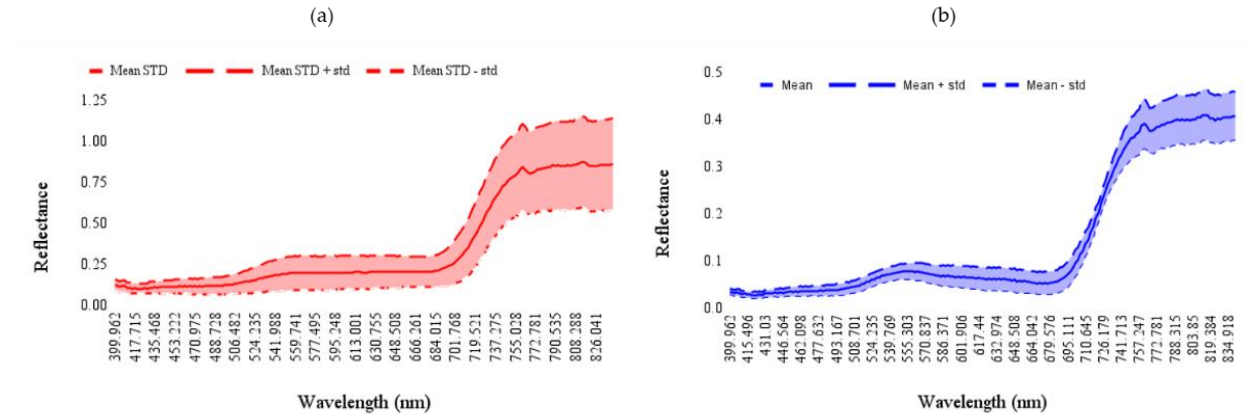 (a)
(b)
Mean STD Mean STD + std Mean STD - std
Mean Mean + std Mean - std
Reflectance
1.25
1.00
0.75
0.50
0.25
0.00
399.962 417.715 435.468 453.222 470.975 488.728 506.482 524.235 541.988 559.741 577.495 595.248 613.001 630.755 648.508 666.261 684.015 701.768 719.521 737.275 755.028 772.781 790.535 808.288 826.041
Wavelength (nm)
Reflectance
0.5
0.4
0.3
0.2
0.1
0.0
399.962 415.496 431.03 446.564 462.098 477.632 493.167 508.701 524.235 539.769 555.303 570.837 586.371 601.906 617.44 632.974 648.508 664.042 679.576 695.111 710.645 726.179 741.713 757.247 772.781 788.315 803.85 819.384 834.918
Wavelength (nm)